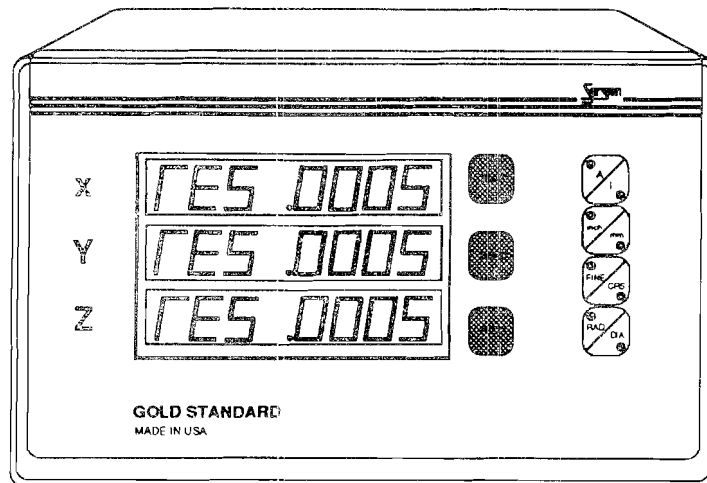 Sargon
X
rES .0005
A
I
Y
rES .0005
inch
mm
Z
rES .0005
FINE
CRS
RAD
DIA
GOLD STANDARD
MADE IN USA